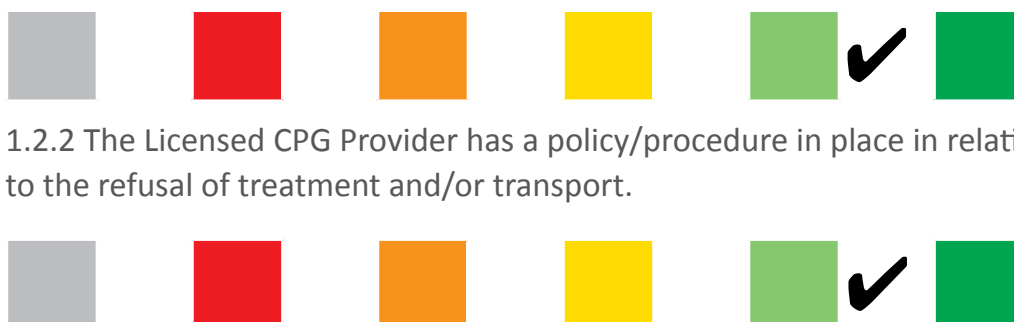 1.2.2 The Licensed CPG Provider has a policy/procedure in place in relati
to the refusal of treatment and/or transport.